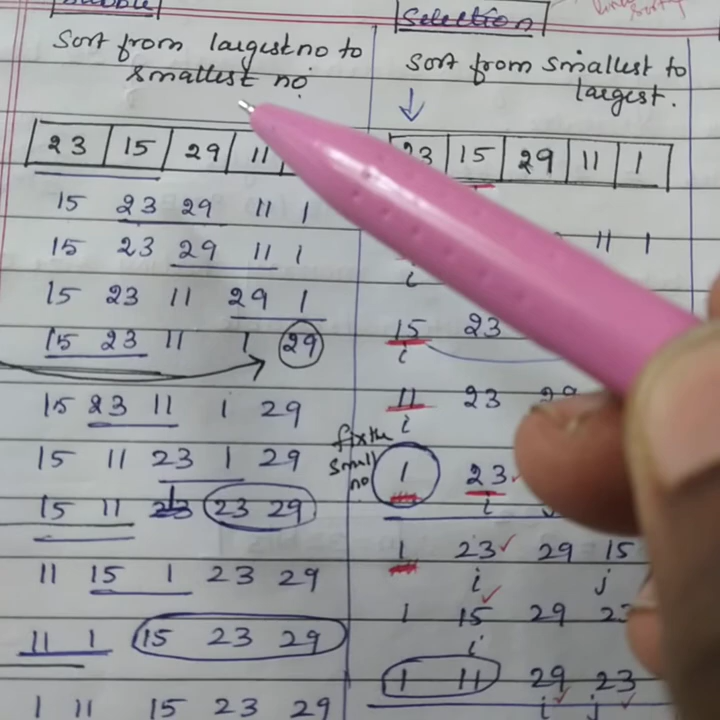 Bubble
Sort from largest no to
smallest no
23 15 29 11
15 23 29 11 1
15 23 29 11 1
15 23 11 29 1
15 23 11 1 29
15 23 11 1 29
15 11 23 1 29
15 11 1 23 29
11 15 1 23 29
11 1 15 23 29
1 11 15 23 29
Selection
Sort from smallest to
largest.
23 15 29 11 1
11 1
i
15 23
i
11 23 29
i
fix the
small
no
1 23
i
1 23 29 15
i j
1 15 29
i
1 11 29 23
i j